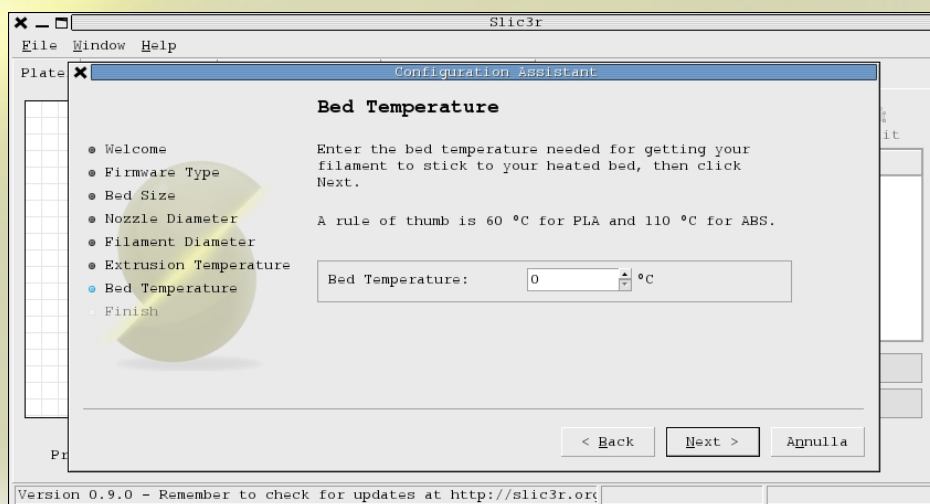 Slic3r
File Window Help
Plate
Configuration Assistant
Bed Temperature
Welcome
Firmware Type
Bed Size
Nozzle Diameter
Filament Diameter
Extrusion Temperature
Bed Temperature
Finish
Enter the bed temperature needed for getting your
filament to stick to your heated bed, then click
Next.
A rule of thumb is 60 °C for PLA and 110 °C for ABS.
Bed Temperature: 0 °C
< Back Next > Annulla
it
Pr
Version 0.9.0 - Remember to check for updates at http://slic3r.org